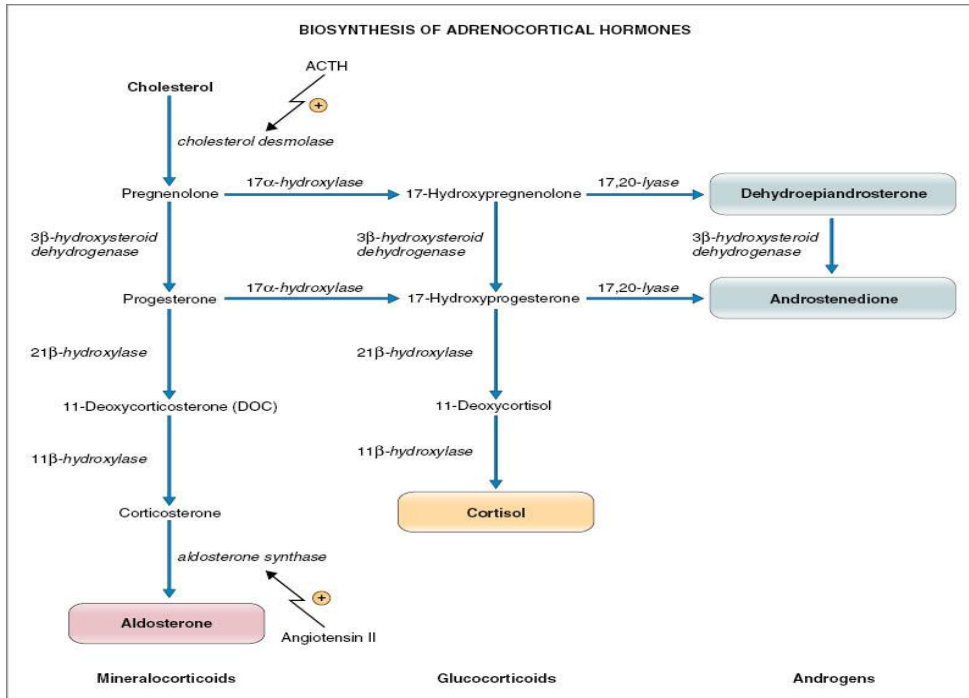 BIOSYNTHESIS OF ADRENOCORTICAL HORMONES
ACTH
Cholesterol
+
cholesterol desmolase
Pregnenolone
17α-hydroxylase
17-Hydroxypregnenolone
17,20-lyase
Dehydroepiandrosterone
3β-hydroxysteroid
dehydrogenase
3β-hydroxysteroid
dehydrogenase
3β-hydroxysteroid
dehydrogenase
Progesterone
17α-hydroxylase
17-Hydroxyprogesterone
17,20-lyase
Androstenedione
21β-hydroxylase
21β-hydroxylase
11-Deoxycorticosterone (DOC)
11-Deoxycortisol
11β-hydroxylase
11β-hydroxylase
Corticosterone
Cortisol
aldosterone synthase
+
Aldosterone
Angiotensin II
Mineralocorticoids
Glucocorticoids
Androgens